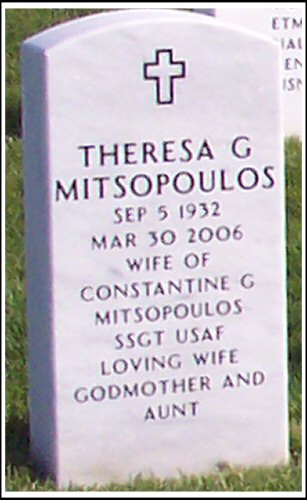 THERESA G
MITSOPOULOS
SEP 5 1932
MAR 30 2006
WIFE OF
CONSTANTINE G
MITSOPOULOS
SSGT USAF
LOVING WIFE
GODMOTHER AND
AUNT